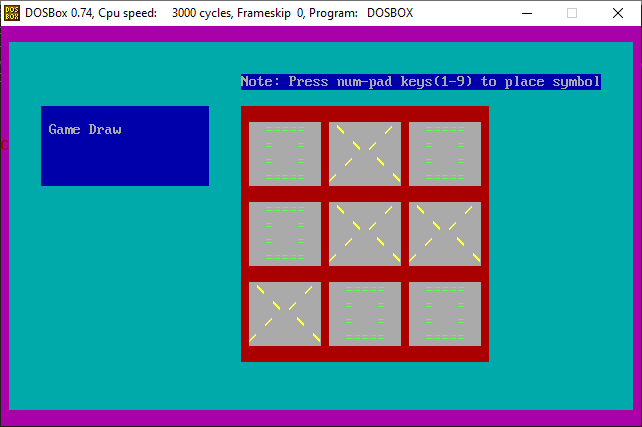 DOSBox 0.74, Cpu speed: 3000 cycles, Frameskip 0, Program: DOSBOX
Note: Press num-pad keys(1-9) to place symbol
Game Draw